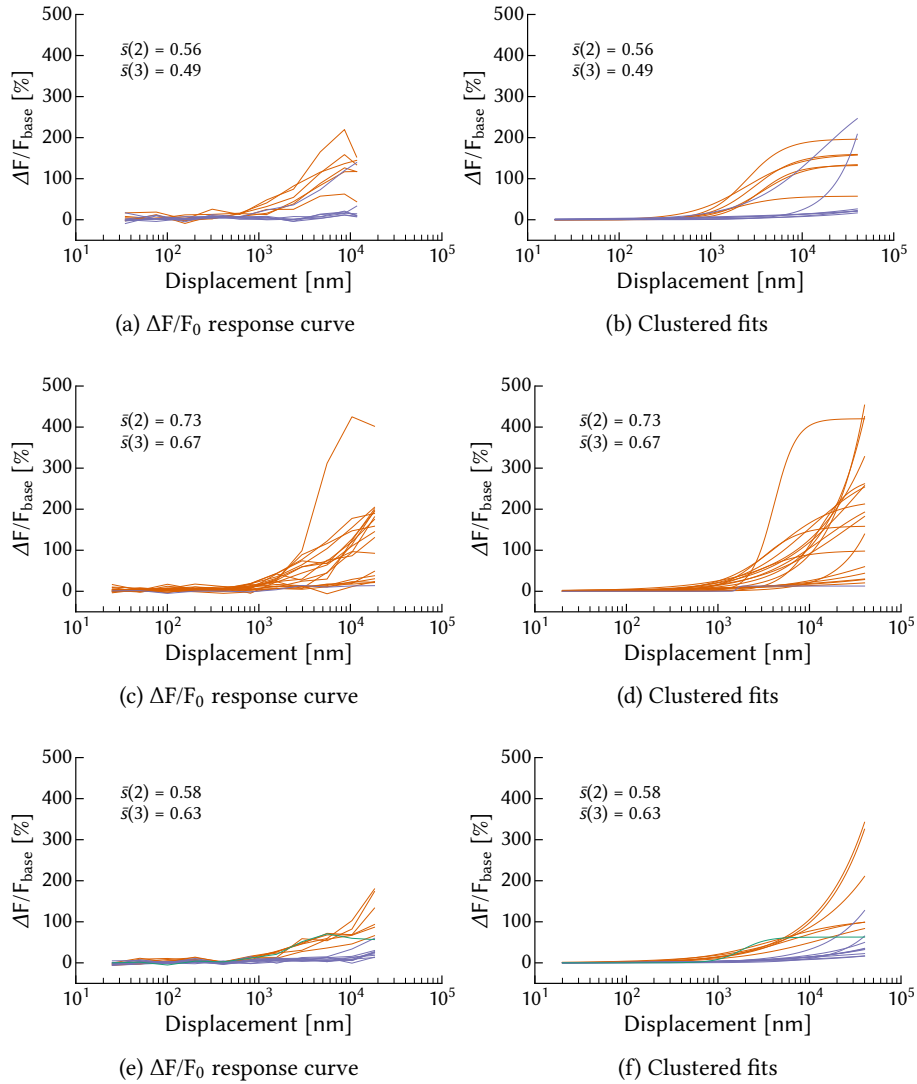 500
400
300
200
100
0
ΔF/F_base [%]
s̄(2) = 0.56
s̄(3) = 0.49
10^1 10^2 10^3 10^4 10^5
Displacement [nm]
(a) ΔF/F_0 response curve
500
400
300
200
100
0
ΔF/F_base [%]
s̄(2) = 0.56
s̄(3) = 0.49
10^1 10^2 10^3 10^4 10^5
Displacement [nm]
(b) Clustered fits
500
400
300
200
100
0
ΔF/F_base [%]
s̄(2) = 0.73
s̄(3) = 0.67
10^1 10^2 10^3 10^4 10^5
Displacement [nm]
(c) ΔF/F_0 response curve
500
400
300
200
100
0
ΔF/F_base [%]
s̄(2) = 0.73
s̄(3) = 0.67
10^1 10^2 10^3 10^4 10^5
Displacement [nm]
(d) Clustered fits
500
400
300
200
100
0
ΔF/F_base [%]
s̄(2) = 0.58
s̄(3) = 0.63
10^1 10^2 10^3 10^4 10^5
Displacement [nm]
(e) ΔF/F_0 response curve
500
400
300
200
100
0
ΔF/F_base [%]
s̄(2) = 0.58
s̄(3) = 0.63
10^1 10^2 10^3 10^4 10^5
Displacement [nm]
(f) Clustered fits